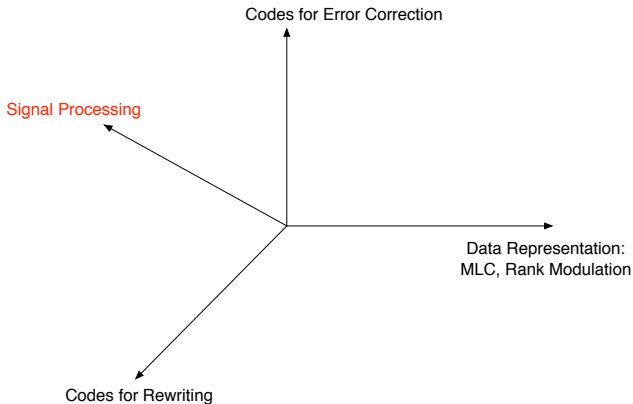 Codes for Error Correction
Signal Processing
Data Representation:
MLC, Rank Modulation
Codes for Rewriting